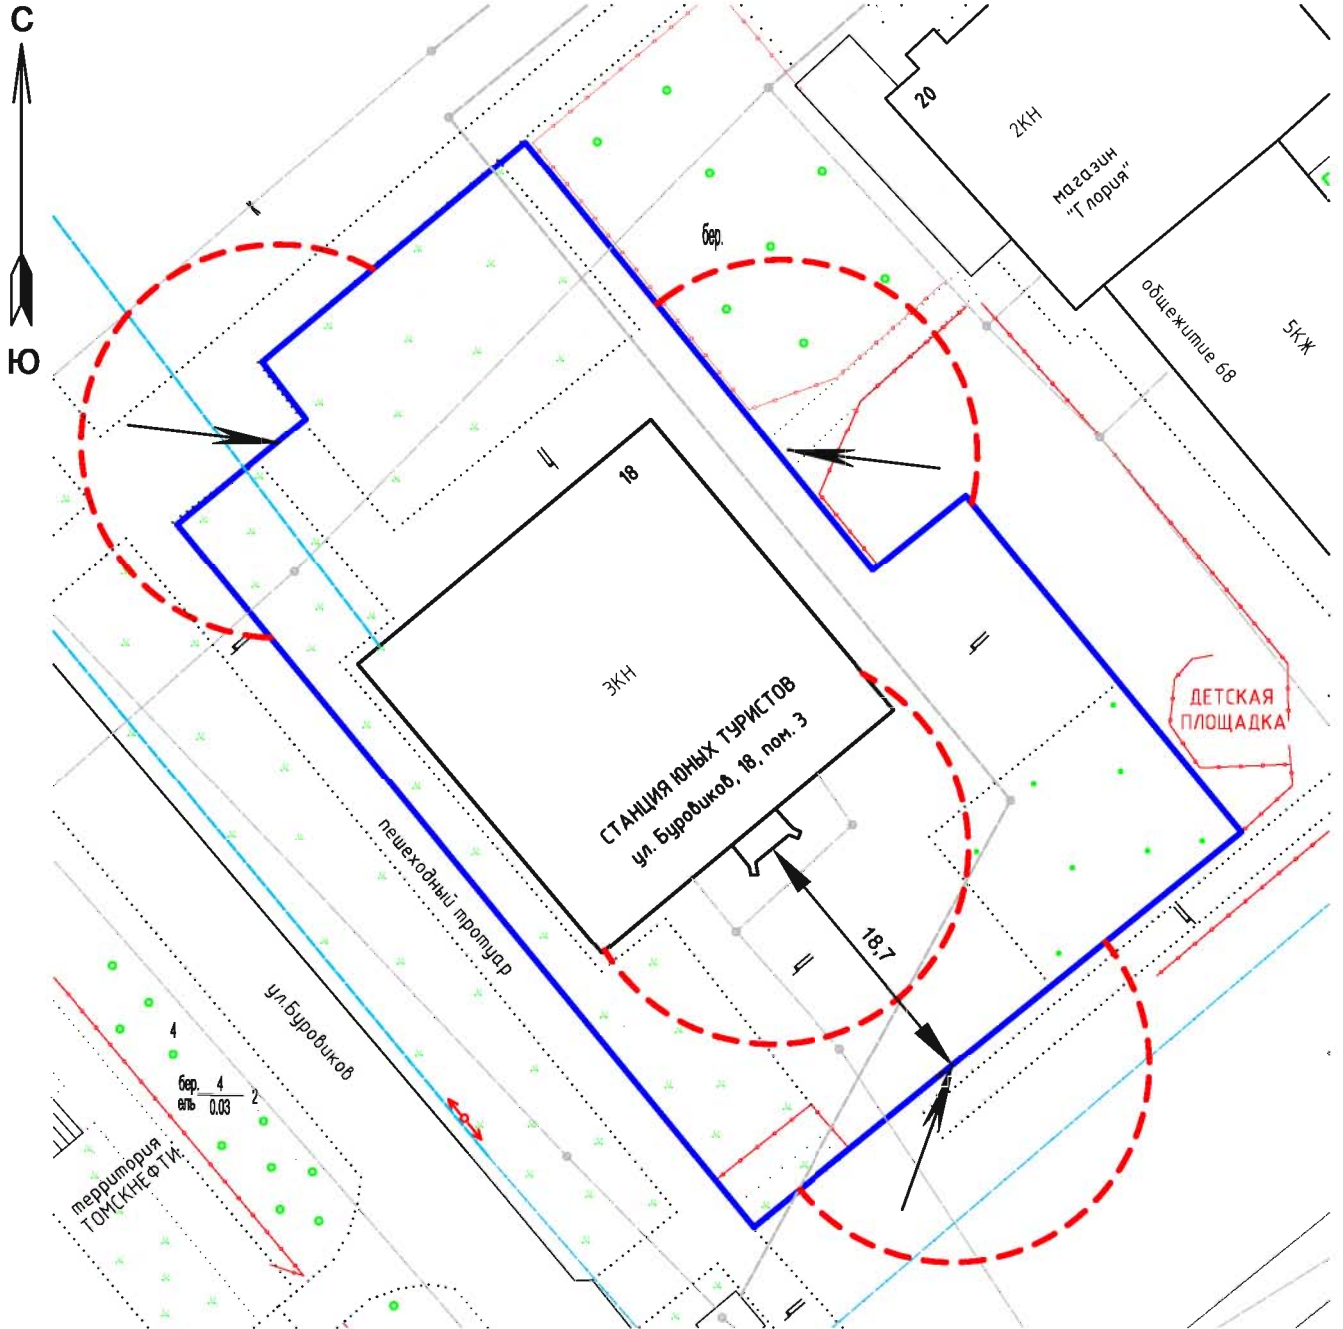 С
Ю
20
2КН
магазин
"Глория"
бер.
общежитие 68
5КЖ
18
3КН
СТАНЦИЯ ЮНЫХ ТУРИСТОВ
ул. Буровиков, 18, пом. 3
ДЕТСКАЯ
ПЛОЩАДКА
18,7
пешеходный тротуар
ул.Буровиков
4
бер. 4
ель 0.03
2
территория
ТОМСКНЕФТИ